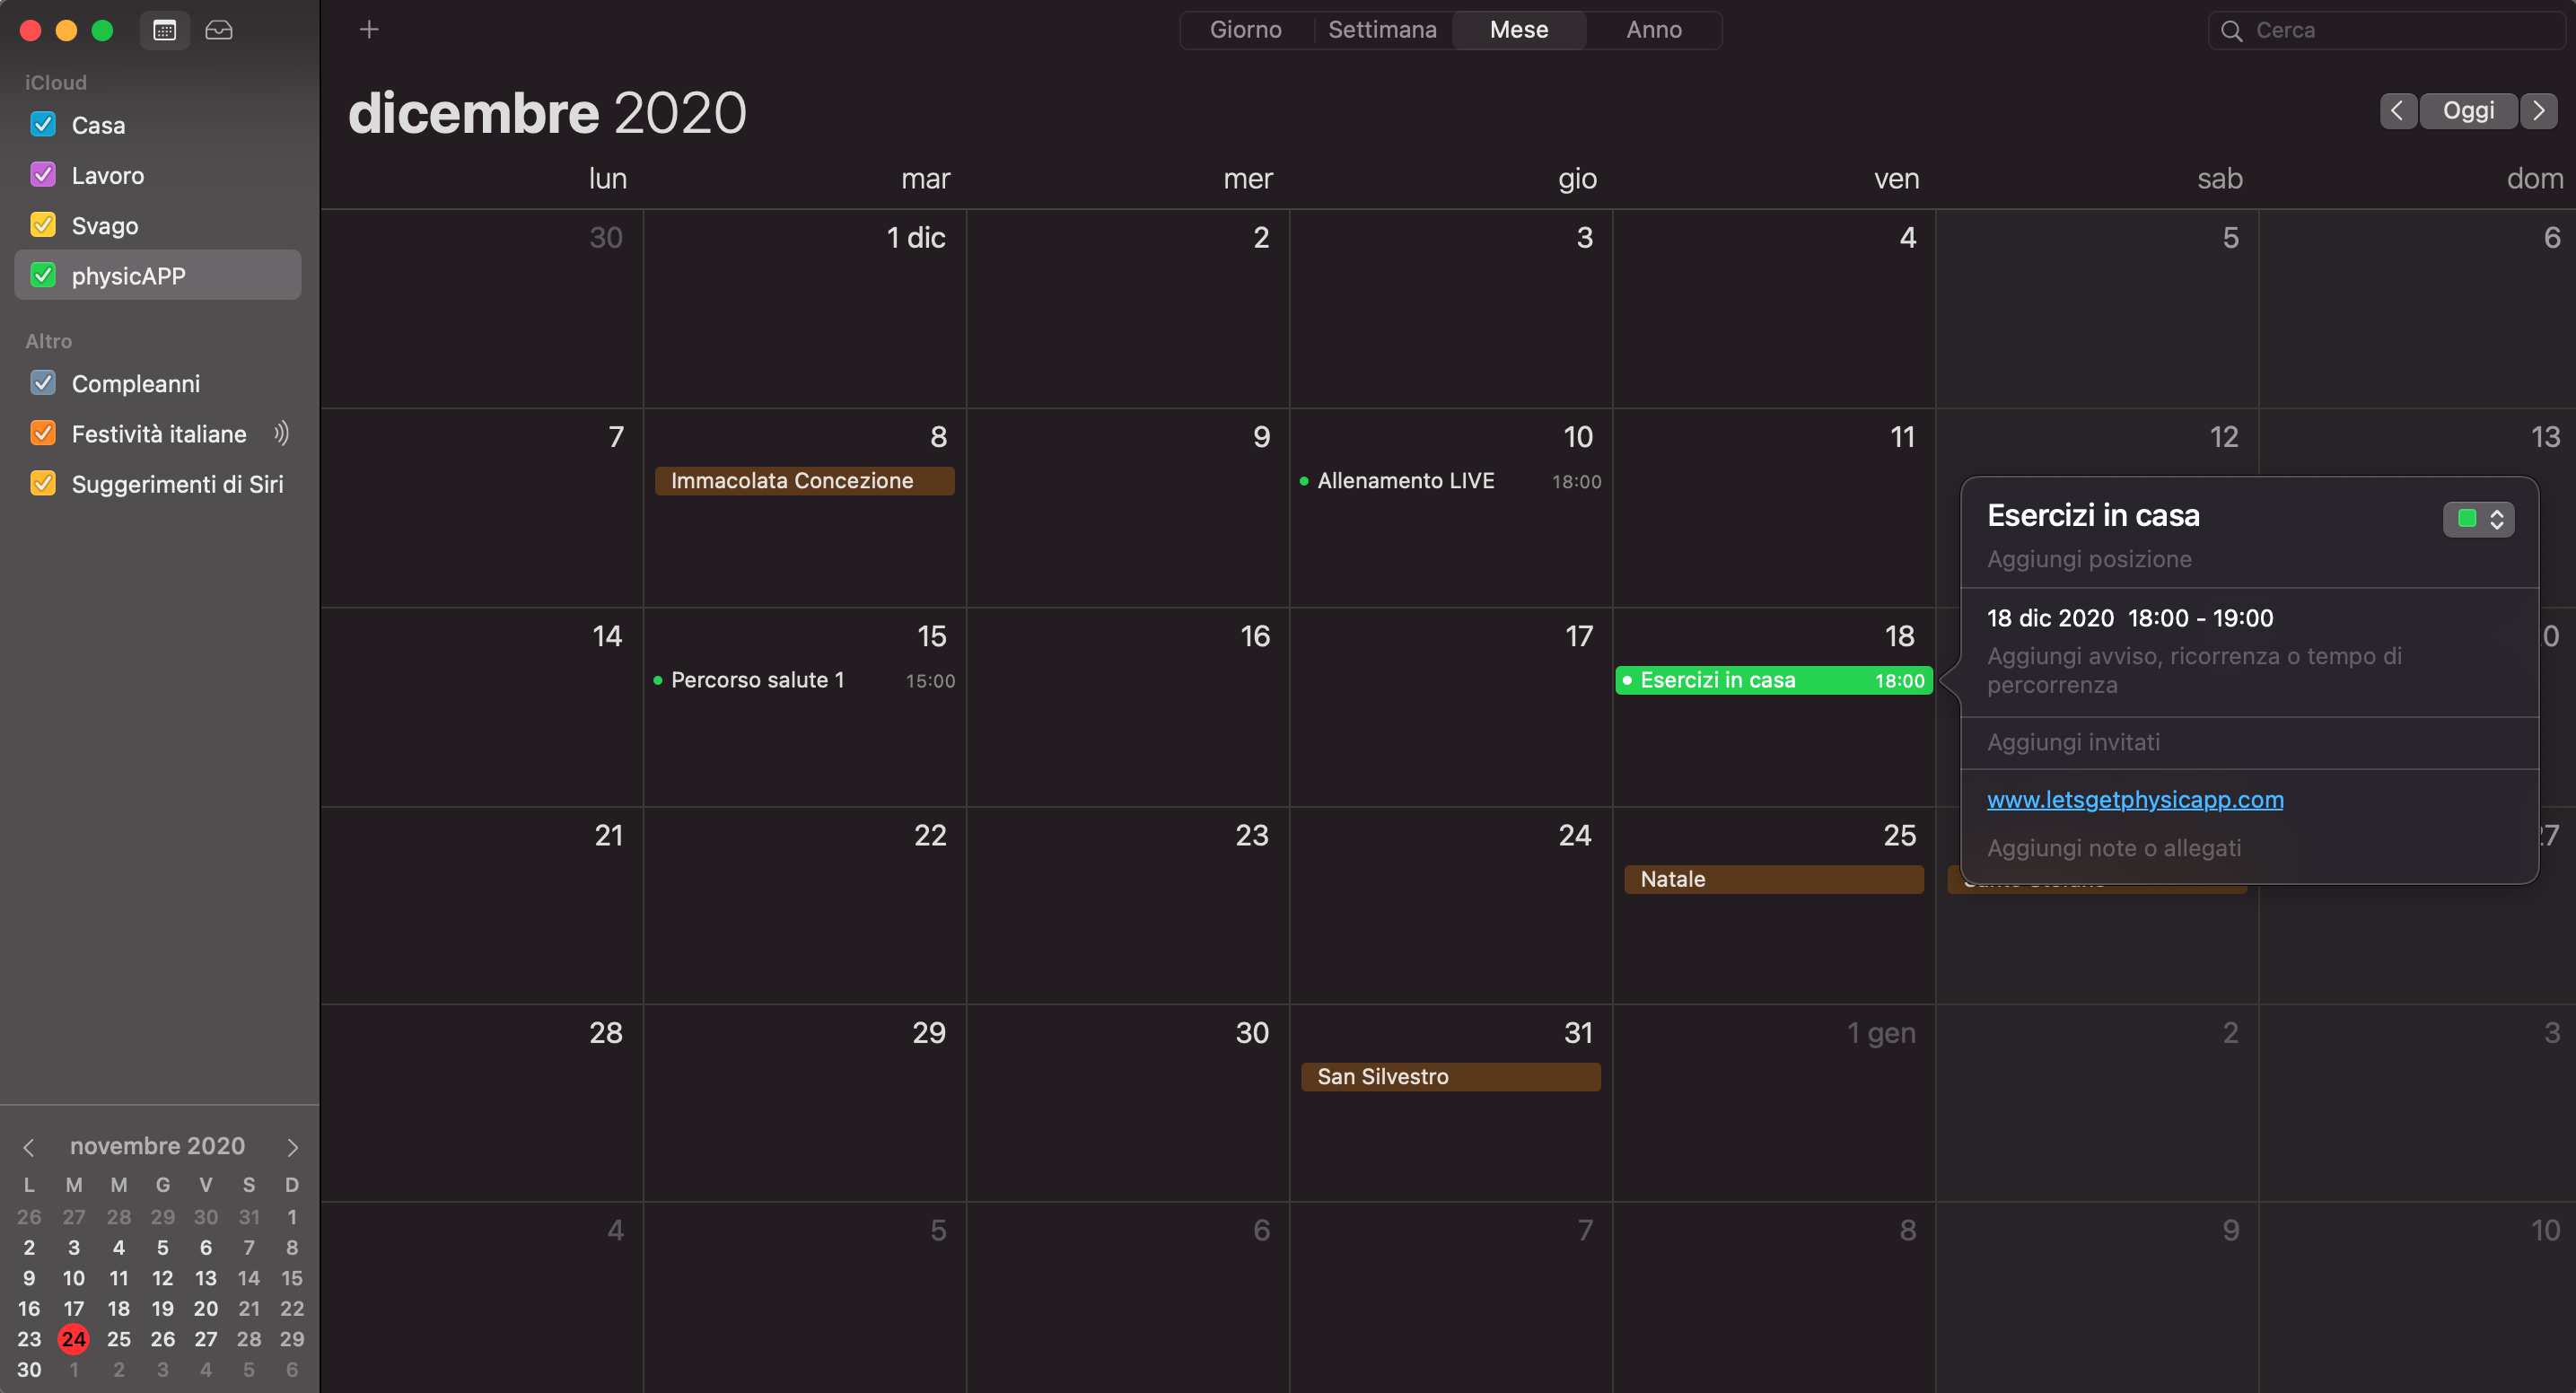 Giorno Settimana Mese Anno
Cerca
iCloud
Casa
Lavoro
Svago
physicAPP
Altro
Compleanni
Festività italiane
Suggerimenti di Siri
dicembre 2020
Oggi
lun mar mer gio ven sab dom
30 1 dic 2 3 4 5 6
7 8 9 10 11 12 13
Immacolata Concezione
Allenamento LIVE 18:00
14 15 16 17 18
Percorso salute 1 15:00
Esercizi in casa 18:00
21 22 23 24 25
Natale
28 29 30 31 1 gen 2 3
San Silvestro
4 5 6 7 8 9 10
Esercizi in casa
Aggiungi posizione
18 dic 2020 18:00 - 19:00
Aggiungi avviso, ricorrenza o tempo di
percorrenza
Aggiungi invitati
www.letsgetphysicapp.com
Aggiungi note o allegati
novembre 2020
L M M G V S D
26 27 28 29 30 31 1
2 3 4 5 6 7 8
9 10 11 12 13 14 15
16 17 18 19 20 21 22
23 24 25 26 27 28 29
30 1 2 3 4 5 6